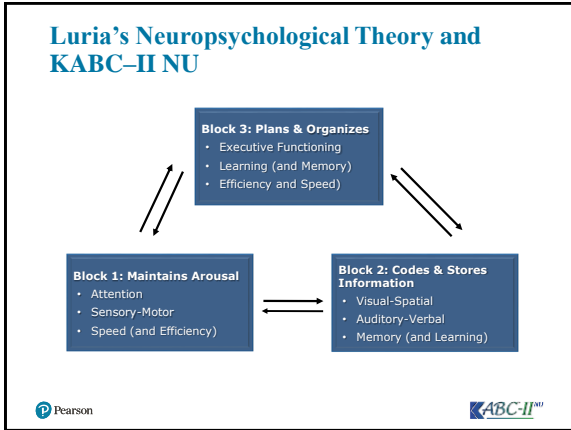 Luria’s Neuropsychological Theory and
KABC–II NU
Block 3: Plans & Organizes
• Executive Functioning
• Learning (and Memory)
• Efficiency and Speed)
Block 1: Maintains Arousal
• Attention
• Sensory-Motor
• Speed (and Efficiency)
Block 2: Codes & Stores
Information
• Visual-Spatial
• Auditory-Verbal
• Memory (and Learning)
Pearson
KABC-II NU